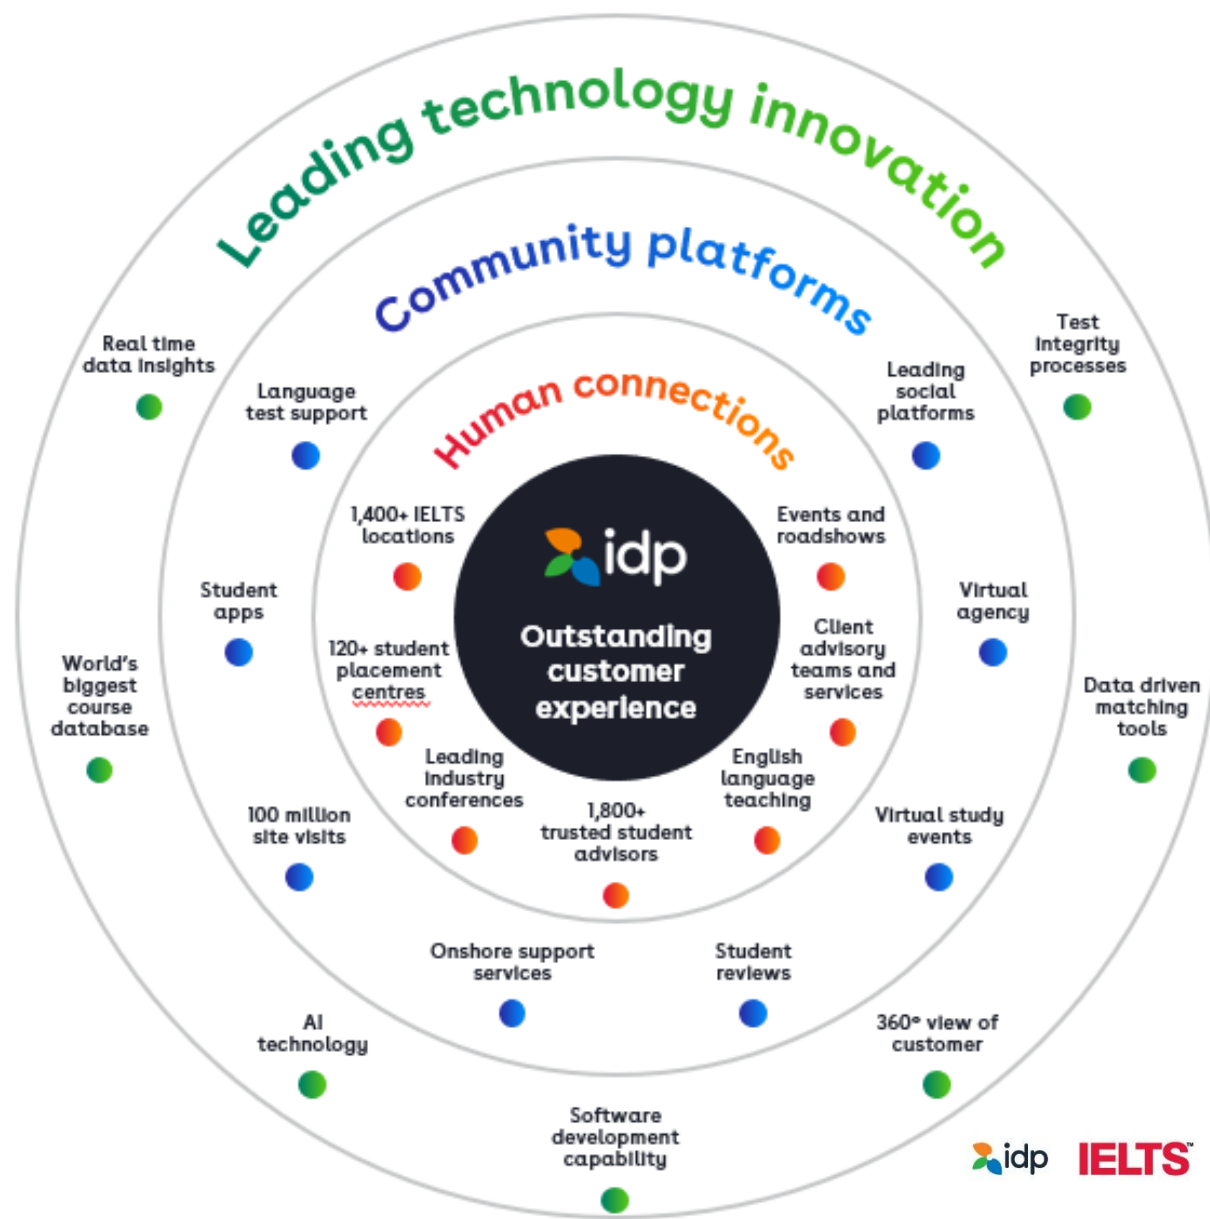 Leading technology innovation
Community platforms
Human connections
idp
Outstanding
customer
experience
Real time
data insights
World's
biggest
course
database
AI
technology
Software
development
capability
360° view of
customer
Data driven
matching
tools
Test
integrity
processes
Language
test support
Student
apps
100 million
site visits
Onshore support
services
Student
reviews
Virtual study
events
Virtual
agency
Leading
social
platforms
1,400+ IELTS
locations
120+ student
placement
centres
Leading
industry
conferences
1,800+
trusted student
advisors
English
language
teaching
Client
advisory
teams and
services
Events and
roadshows
idp
IELTS™